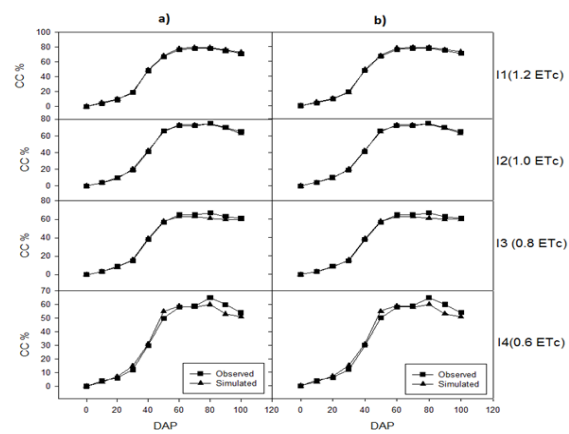 a) b)
100
80
60
40
20
0
CC %
I1(1.2 ETc)
80
60
40
20
0
CC %
I2(1.0 ETc)
80
60
40
20
0
CC %
I3 (0.8 ETc)
70
60
50
40
30
20
10
0
CC %
I4(0.6 ETc)
Observed
Simulated
Observed
Simulated
0 20 40 60 80 100 120 0 20 40 60 80 100 120
DAP DAP